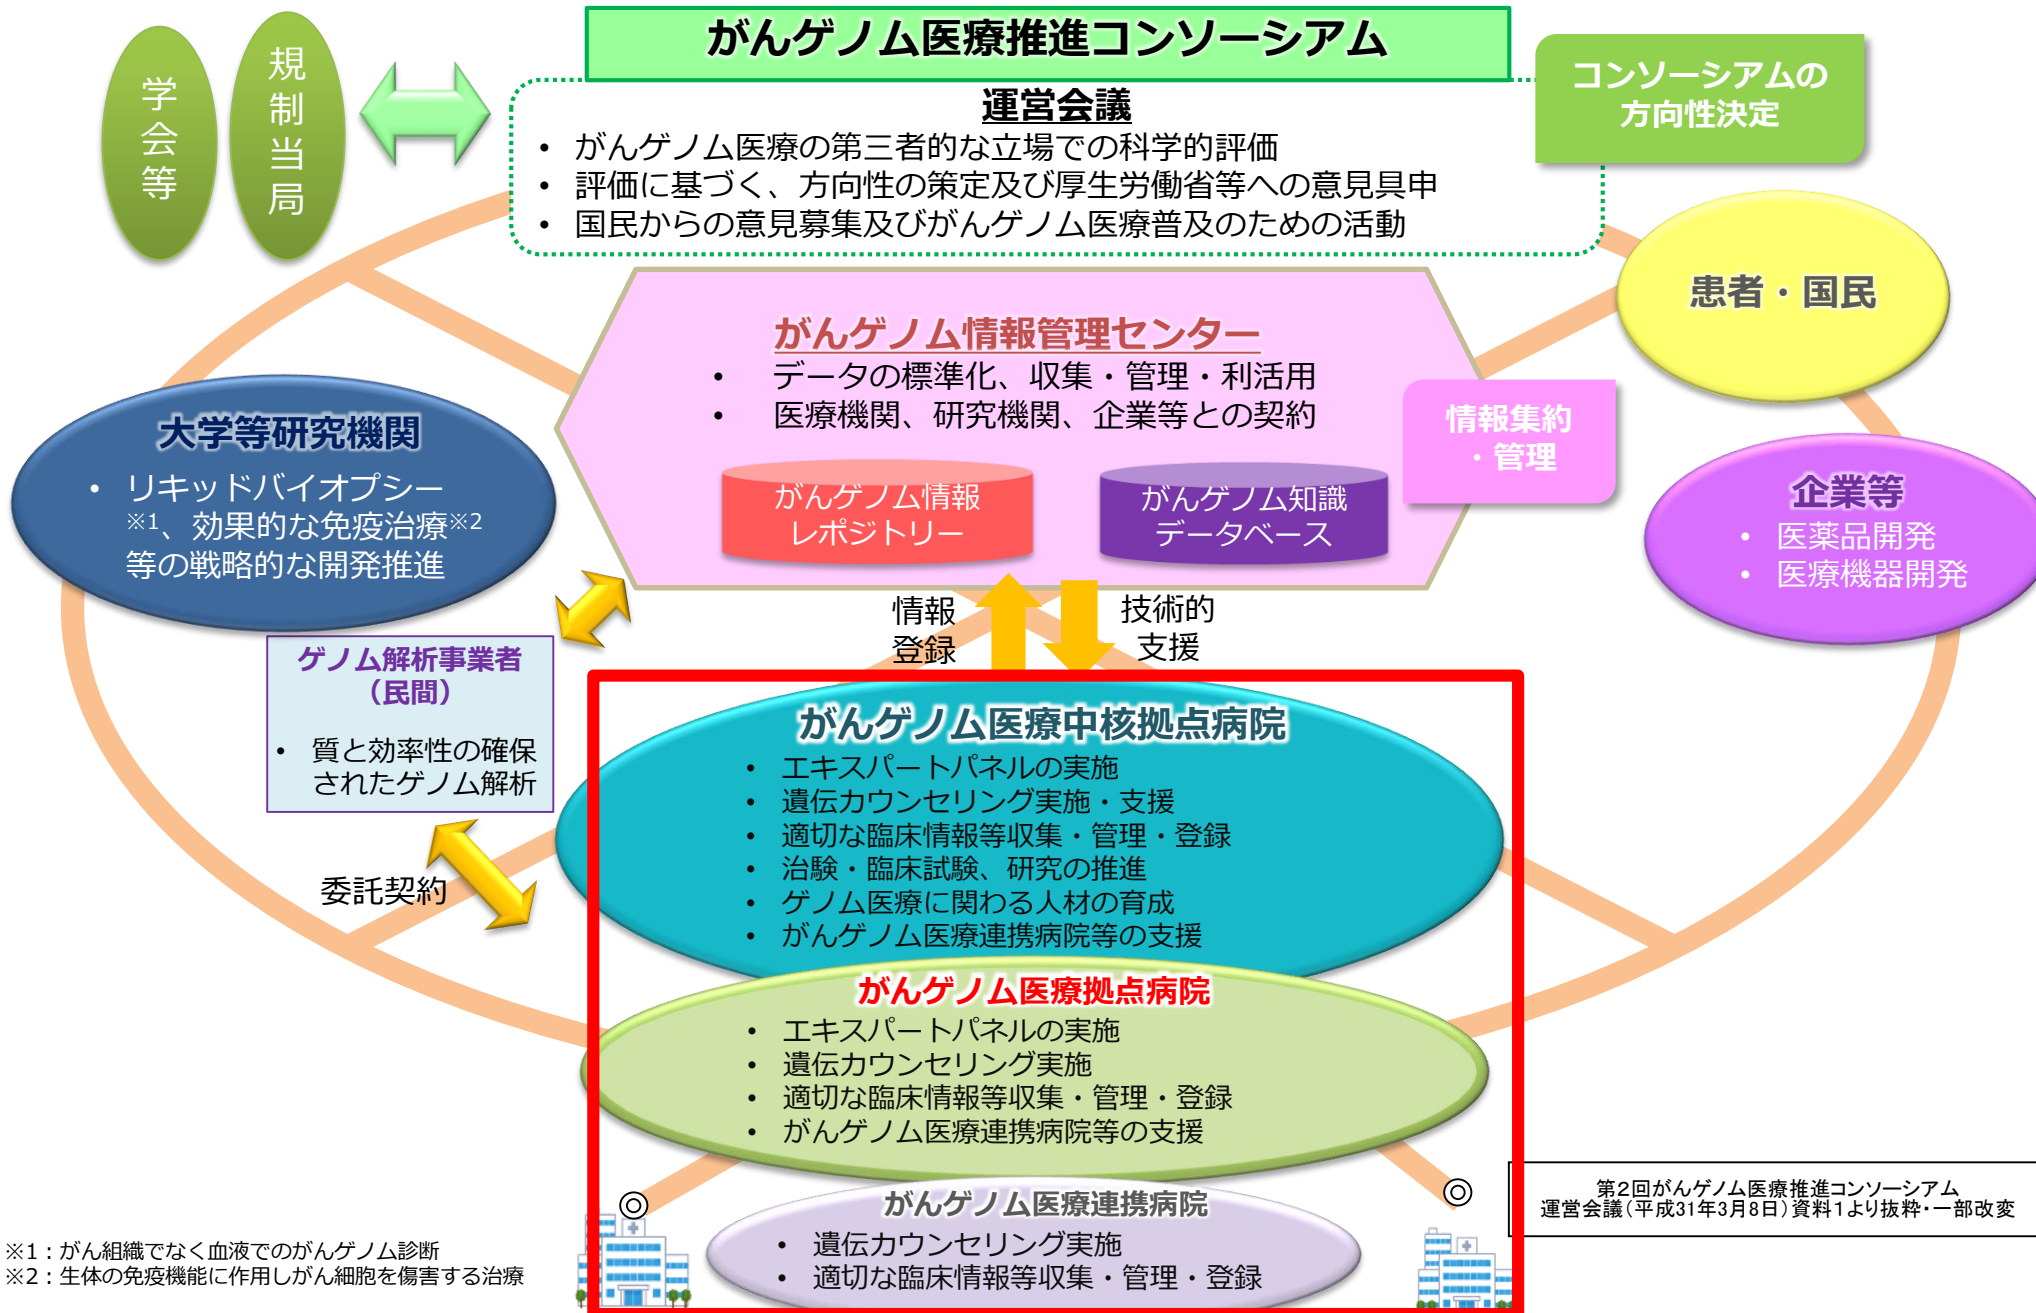 がんゲノム医療推進コンソーシアム
学会等
規制当局
コンソーシアムの
方向性決定
運営会議
• がんゲノム医療の第三者的な立場での科学的評価
• 評価に基づく、方向性の策定及び厚生労働省等への意見具申
• 国民からの意見募集及びがんゲノム医療普及のための活動
患者・国民
がんゲノム情報管理センター
• データの標準化、収集・管理・利活用
• 医療機関、研究機関、企業等との契約
情報集約
・管理
がんゲノム情報
レポジトリー
がんゲノム知識
データベース
大学等研究機関
• リキッドバイオプシー
※1、効果的な免疫治療※2
等の戦略的な開発推進
企業等
• 医薬品開発
• 医療機器開発
情報
登録
技術的
支援
ゲノム解析事業者
（民間）
• 質と効率性の確保
されたゲノム解析
委託契約
がんゲノム医療中核拠点病院
• エキスパートパネルの実施
• 遺伝カウンセリング実施・支援
• 適切な臨床情報等収集・管理・登録
• 治験・臨床試験、研究の推進
• ゲノム医療に関わる人材の育成
• がんゲノム医療連携病院等の支援
がんゲノム医療拠点病院
• エキスパートパネルの実施
• 遺伝カウンセリング実施
• 適切な臨床情報等収集・管理・登録
• がんゲノム医療連携病院等の支援
がんゲノム医療連携病院
• 遺伝カウンセリング実施
• 適切な臨床情報等収集・管理・登録
第２回がんゲノム医療推進コンソーシアム
運営会議（平成31年3月8日）資料１より抜粋・一部改変
※1：がん組織でなく血液でのがんゲノム診断
※2：生体の免疫機能に作用しがん細胞を傷害する治療